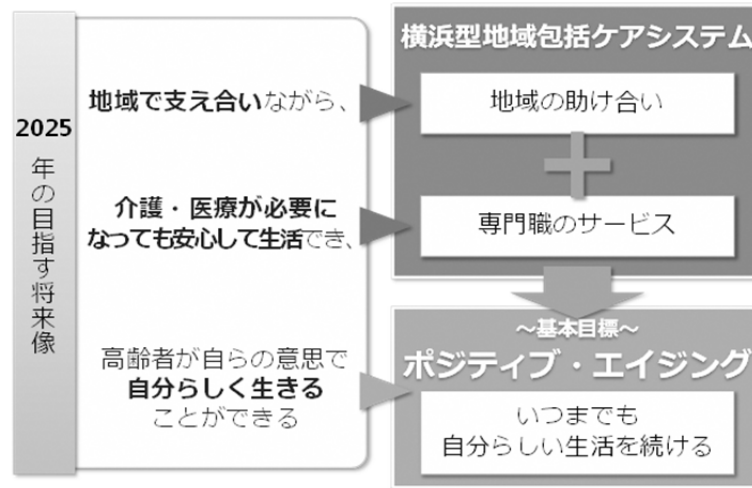 2025
年の目指す将来像
地域で支え合いながら、
介護・医療が必要に
なっても安心して生活でき、
高齢者が自らの意思で
自分らしく生きる
ことができる
横浜型地域包括ケアシステム
地域の助け合い
専門職のサービス
~基本目標~
ポジティブ・エイジング
いつまでも
自分らしい生活を続ける